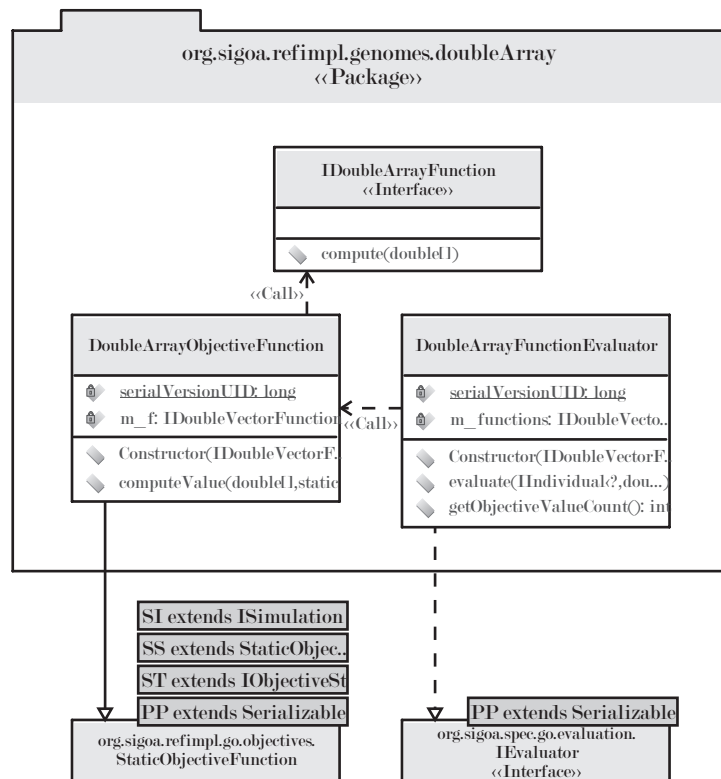 org.sigoa.refimpl.genomes.doubleArray
‹‹Package››
IDoubleArrayFunction
‹‹Interface››
compute(double[])
‹‹Call››
DoubleArrayObjectiveFunction
serialVersionUID: long
m_f: IDoubleVectorFunction
Constructor(IDoubleVectorF..
computeValue(double[],static
DoubleArrayFunctionEvaluator
serialVersionUID: long
m_functions: IDoubleVecto..
Constructor(IDoubleVectorF..
evaluate(IIndividual‹?,dou...)
getObjectiveValueCount(): int
‹‹Call››
SI extends ISimulation
SS extends StaticObjec..
ST extends IObjectiveSt
PP extends Serializable
org.sigoa.refimpl.go.objectives.
StaticObjectiveFunction
PP extends Serializable
org.sigoa.spec.go.evaluation.
IEvaluator
‹‹Interface››